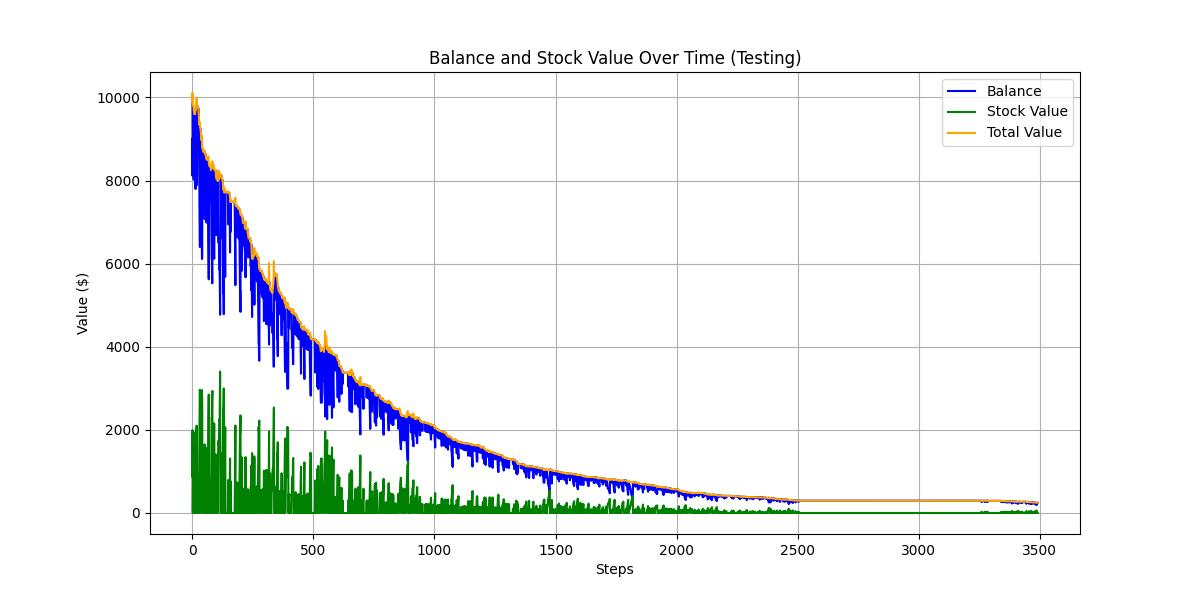 Balance and Stock Value Over Time (Testing)
Balance
Stock Value
Total Value
Value ($)
10000
8000
6000
4000
2000
0
0
500
1000
1500
2000
2500
3000
3500
Steps